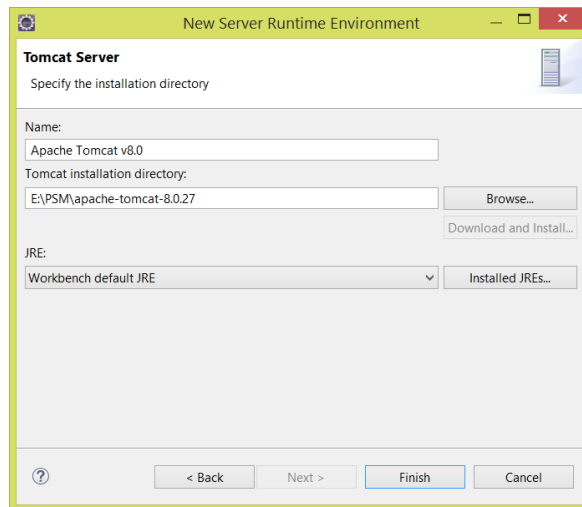 New Server Runtime Environment
Tomcat Server
Specify the installation directory
Name:
Apache Tomcat v8.0
Tomcat installation directory:
E:\PSM\apache-tomcat-8.0.27
Browse...
Download and Install...
JRE:
Workbench default JRE
Installed JREs...
?
< Back
Next >
Finish
Cancel